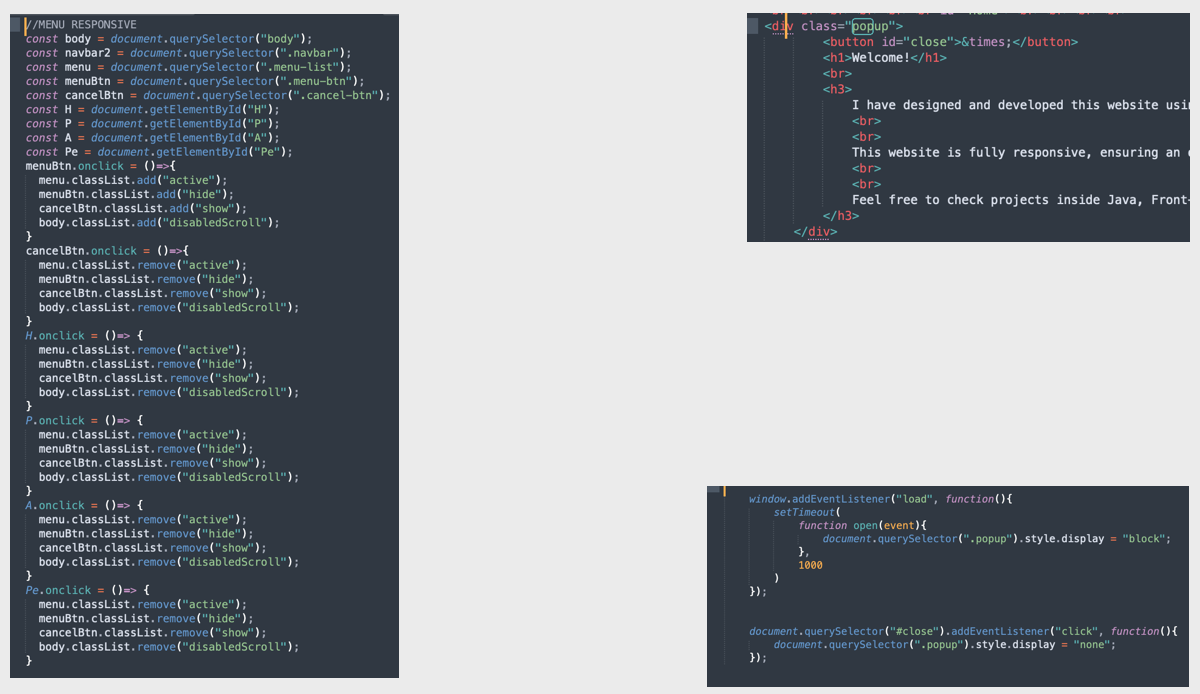 //MENU RESPONSIVE
const body = document.querySelector("body");
const navbar2 = document.querySelector(".navbar");
const menu = document.querySelector(".menu-list");
const menuBtn = document.querySelector(".menu-btn");
const cancelBtn = document.querySelector(".cancel-btn");
const H = document.getElementById("H");
const P = document.getElementById("P");
const A = document.getElementById("A");
const Pe = document.getElementById("Pe");
menuBtn.onclick = ()=>{
menu.classList.add("active");
menuBtn.classList.add("hide");
cancelBtn.classList.add("show");
body.classList.add("disabledScroll");
}
cancelBtn.onclick = ()=>{
menu.classList.remove("active");
menuBtn.classList.remove("hide");
cancelBtn.classList.remove("show");
body.classList.remove("disabledScroll");
}
H.onclick = ()=> {
menu.classList.remove("active");
menuBtn.classList.remove("hide");
cancelBtn.classList.remove("show");
body.classList.remove("disabledScroll");
}
P.onclick = ()=> {
menu.classList.remove("active");
menuBtn.classList.remove("hide");
cancelBtn.classList.remove("show");
body.classList.remove("disabledScroll");
}
A.onclick = ()=> {
menu.classList.remove("active");
menuBtn.classList.remove("hide");
cancelBtn.classList.remove("show");
body.classList.remove("disabledScroll");
}
Pe.onclick = ()=> {
menu.classList.remove("active");
menuBtn.classList.remove("hide");
cancelBtn.classList.remove("show");
body.classList.remove("disabledScroll");
}
<div class="popup">
<button id="close">&times;</button>
<h1>Welcome!</h1>
<br>
<h3>
I have designed and developed this website usin
<br>
<br>
This website is fully responsive, ensuring an
<br>
<br>
Feel free to check projects inside Java, Front-
</h3>
</div>
window.addEventListener("load", function(){
setTimeout(
function open(event){
document.querySelector(".popup").style.display = "block";
},
1000
)
});
document.querySelector("#close").addEventListener("click", function(){
document.querySelector(".popup").style.display = "none";
});